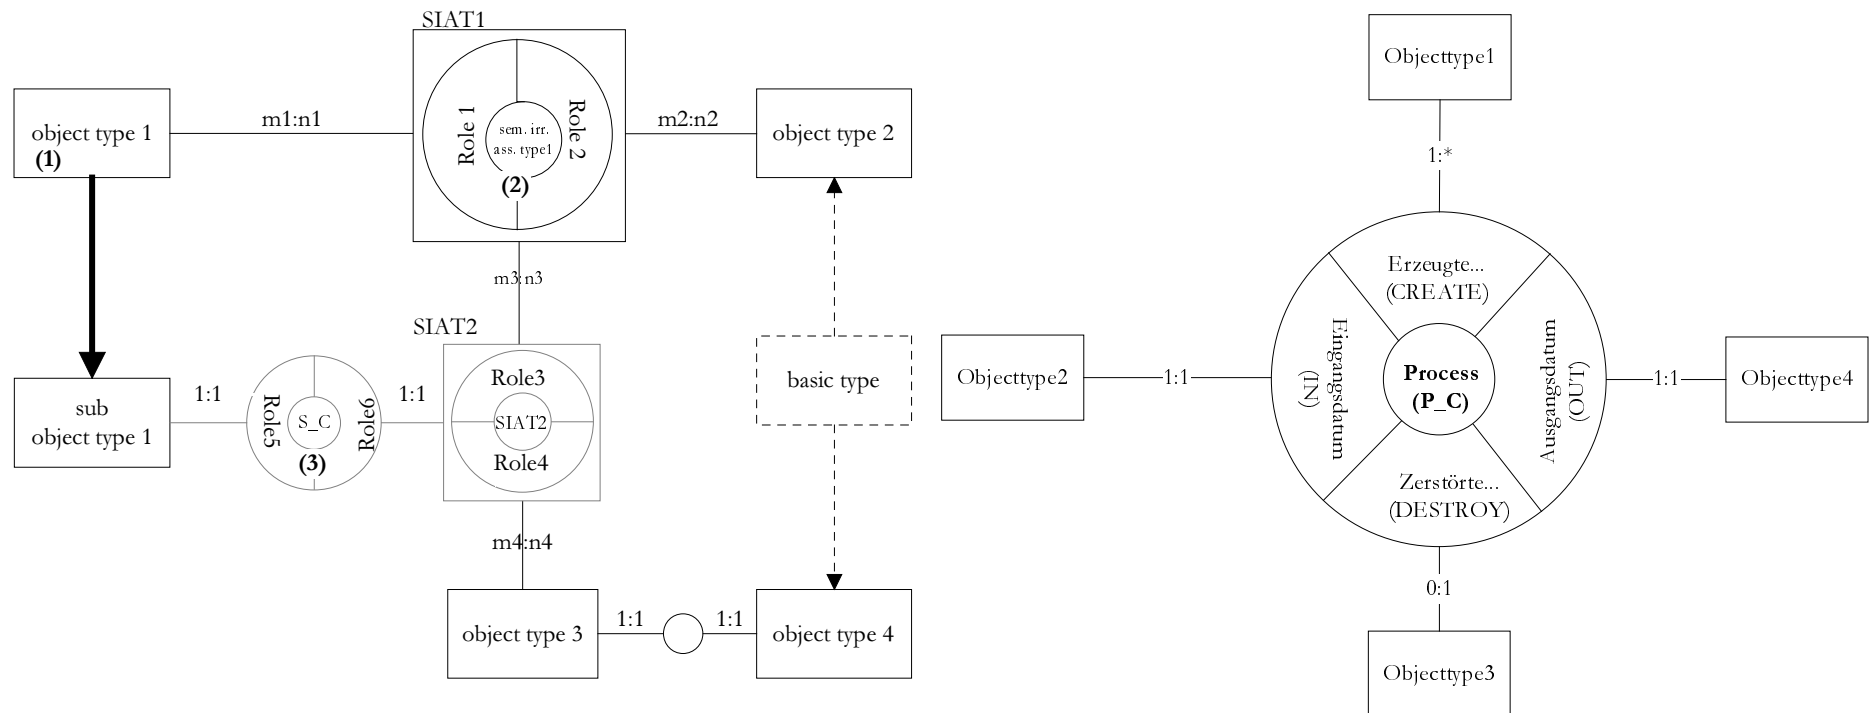 SIAT1
object type 1
(1)
m1:n1
Role 1
sem. irr.
ass. type1
(2)
Role 2
m2:n2
object type 2
m3:n3
SIAT2
sub
object type 1
1:1
Role5
S_C
(3)
Role6
1:1
Role3
SIAT2
Role4
basic type
m4:n4
object type 3
1:1
1:1
object type 4
Objecttype1
1:*
Erzeugte...
(CREATE)
Objecttype2
1:1
Eingangsdatum
(IN)
Process
(P_C)
Ausgangsdatum
(OUT)
1:1
Objecttype4
Zerstörte...
(DESTROY)
0:1
Objecttype3